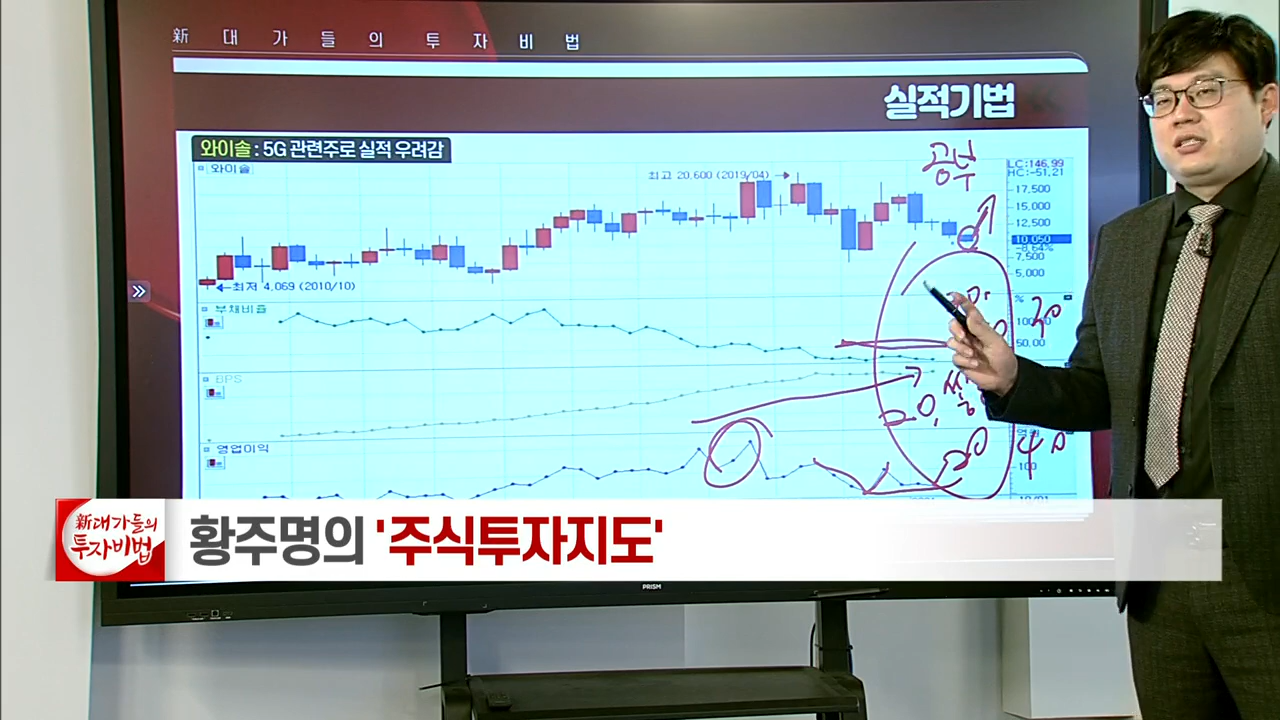 新 대 가 들 의 투 자 비 법
실적기법
와이솔 : 5G 관련주로 실적 우려감
와이솔
최고 20,600 (2019/04)
공부
LC:146.99
HC:-51.21
17,500
15,000
12,500
10,050
-8.64%
7,500
5,000
최저 4.069 (2010/10)
부채비율
%
50.00
BPS
영업이익
100
新대가들의
투자비법
황주명의 '주식투자지도'
PRISM